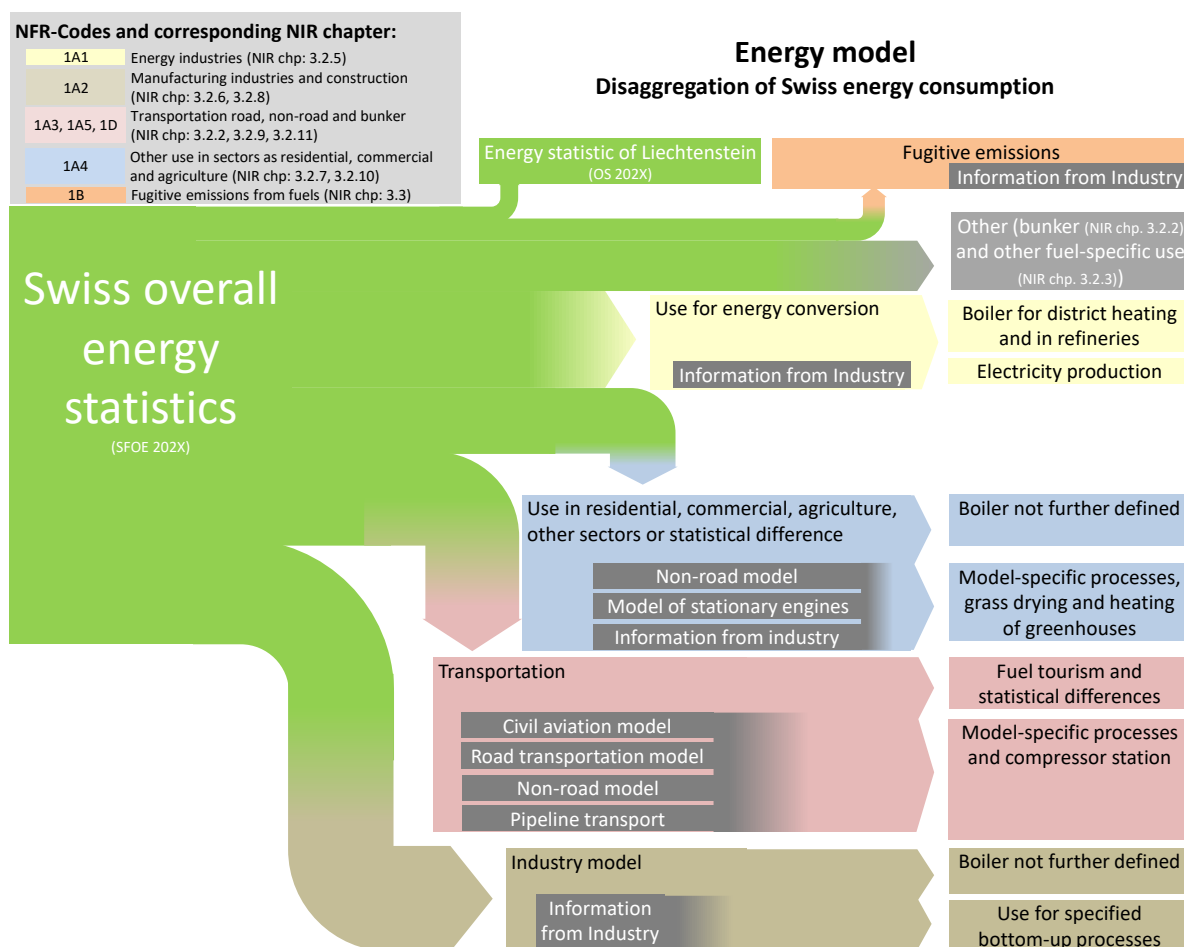 NFR-Codes and corresponding NIR chapter:
1A1 Energy industries (NIR chp: 3.2.5)
1A2 Manufacturing industries and construction
(NIR chp: 3.2.6, 3.2.8)
1A3, 1A5, 1D Transportation road, non-road and bunker
(NIR chp: 3.2.2, 3.2.9, 3.2.11)
1A4 Other use in sectors as residential, commercial
and agriculture (NIR chp: 3.2.7, 3.2.10)
1B Fugitive emissions from fuels (NIR chp: 3.3)
Energy model
Disaggregation of Swiss energy consumption
Energy statistic of Liechtenstein
(OS 202X)
Fugitive emissions
Information from Industry
Other (bunker (NIR chp. 3.2.2)
and other fuel-specific use
(NIR chp. 3.2.3))
Swiss overall
energy
statistics
(SFOE 202X)
Use for energy conversion
Information from Industry
Boiler for district heating
and in refineries
Electricity production
Use in residential, commercial, agriculture,
other sectors or statistical difference
Non-road model
Model of stationary engines
Information from industry
Boiler not further defined
Model-specific processes,
grass drying and heating
of greenhouses
Transportation
Civil aviation model
Road transportation model
Non-road model
Pipeline transport
Fuel tourism and
statistical differences
Model-specific processes
and compressor station
Industry model
Information
from Industry
Boiler not further defined
Use for specified
bottom-up processes